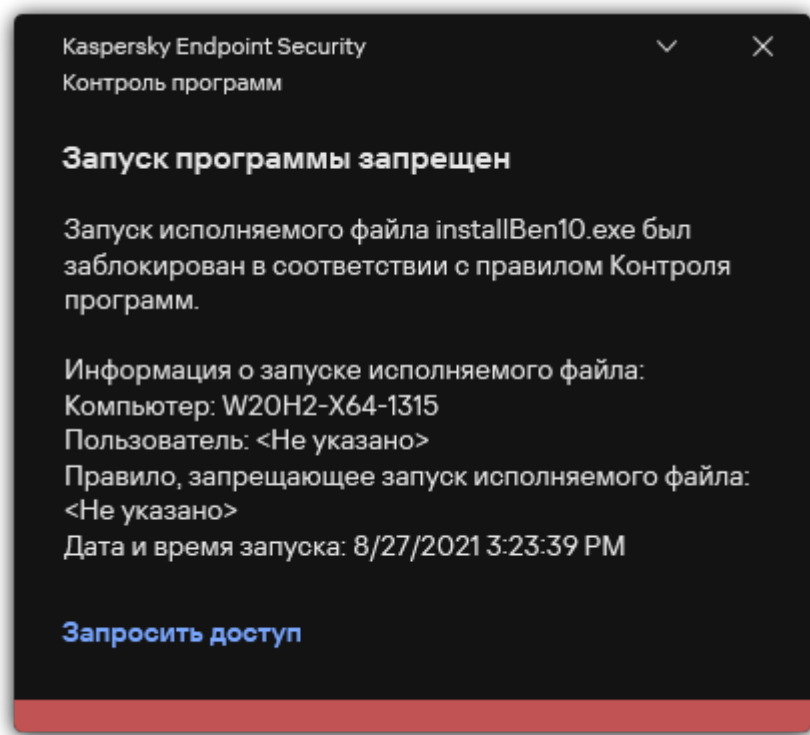 Kaspersky Endpoint Security
Контроль программ
Запуск программы запрещен
Запуск исполняемого файла installBen10.exe был
заблокирован в соответствии с правилом Контроля
программ.
Информация о запуске исполняемого файла:
Компьютер: W20H2-X64-1315
Пользователь: <Не указано>
Правило, запрещающее запуск исполняемого файла:
<Не указано>
Дата и время запуска: 8/27/2021 3:23:39 PM
Запросить доступ